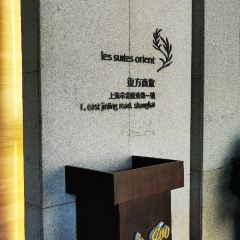 les suites orient
東方商旅
上海市金陵東路一號
1, east jinling road, shanghai